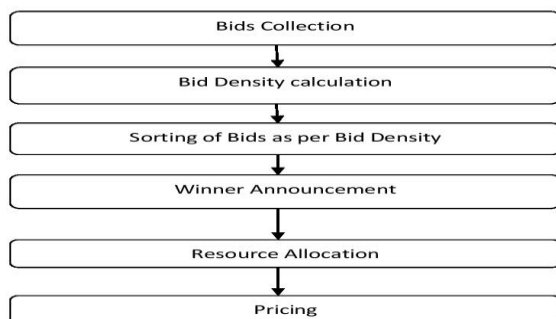 Bids Collection
Bid Density calculation
Sorting of Bids as per Bid Density
Winner Announcement
Resource Allocation
Pricing